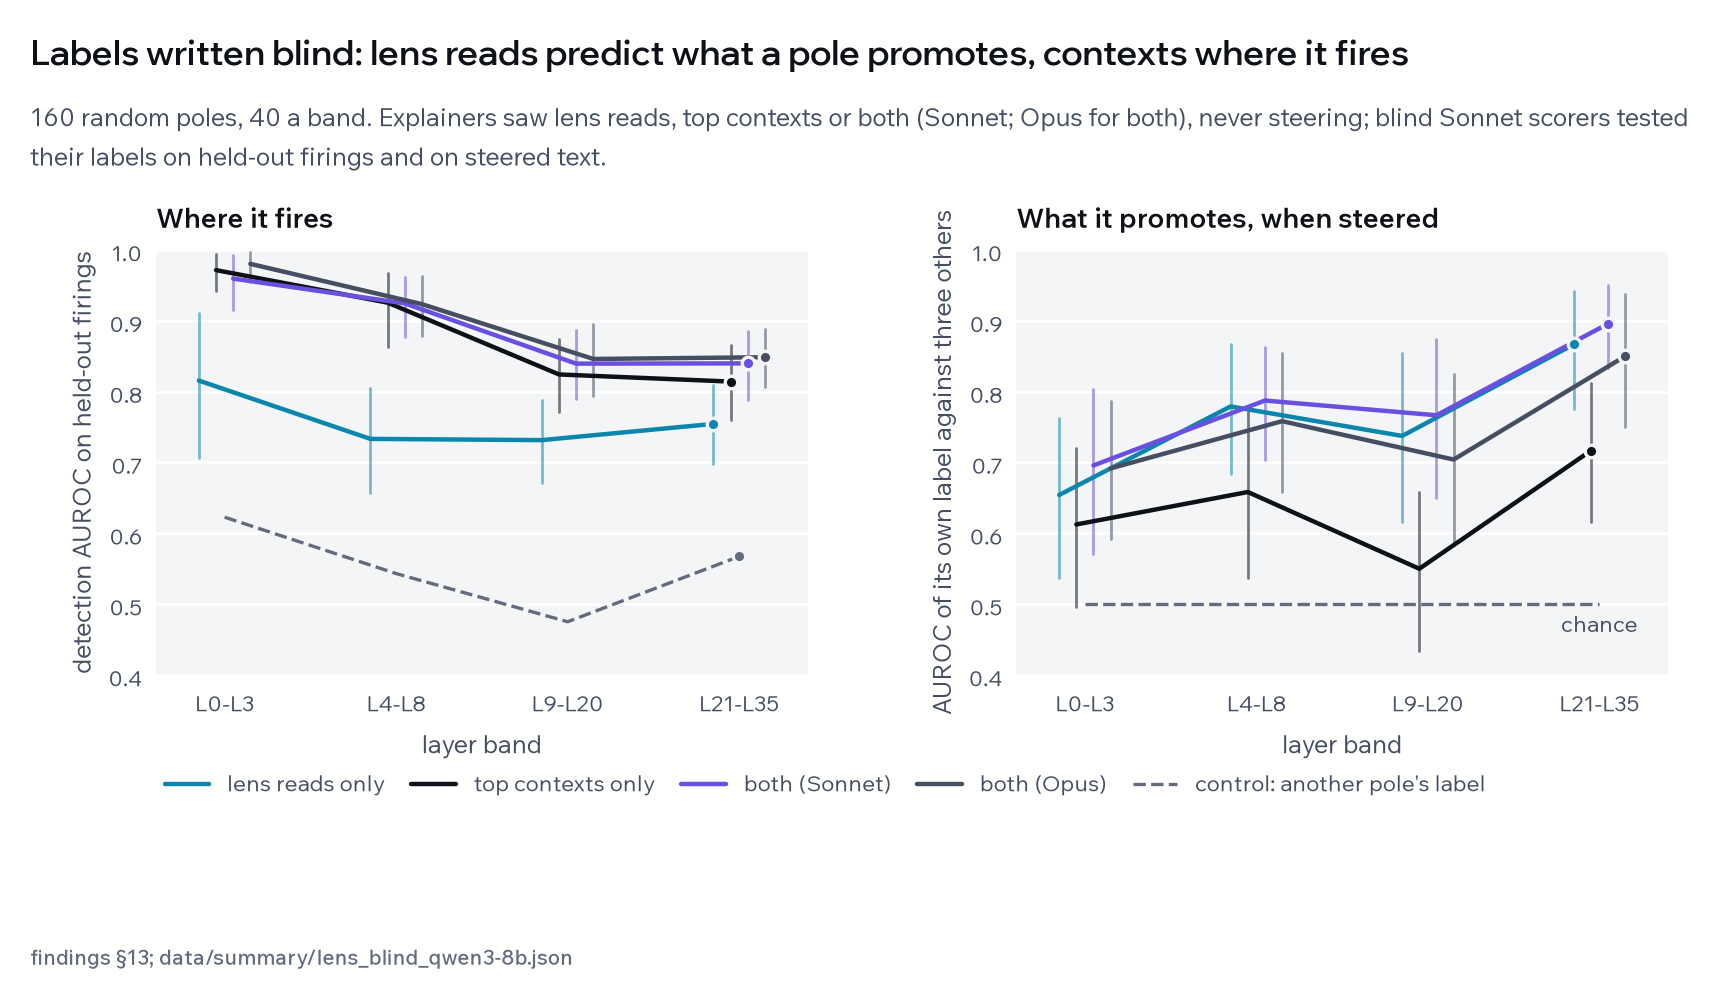 Labels written blind: lens reads predict what a pole promotes, contexts where it fires
160 random poles, 40 a band. Explainers saw lens reads, top contexts or both (Sonnet; Opus for both), never steering; blind Sonnet scorers tested
their labels on held-out firings and on steered text.
Where it fires
detection AUROC on held-out firings
1.0
0.9
0.8
0.7
0.6
0.5
0.4
L0-L3 L4-L8 L9-L20 L21-L35
layer band
What it promotes, when steered
AUROC of its own label against three others
1.0
0.9
0.8
0.7
0.6
0.5
0.4
chance
L0-L3 L4-L8 L9-L20 L21-L35
layer band
lens reads only top contexts only both (Sonnet) both (Opus) control: another pole's label
findings §13; data/summary/lens_blind_qwen3-8b.json